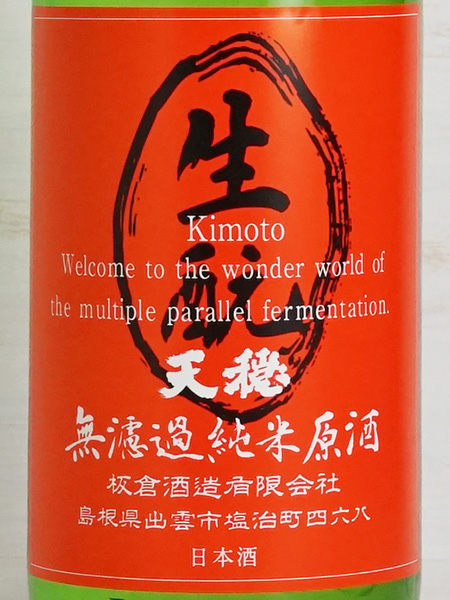 生酛
Kimoto
Welcome to the wonder world of
the multiple parallel fermentation.
天穏
無濾過純米原酒
板倉酒造有限会社
島根県出雲市塩冶町四六八
日本酒